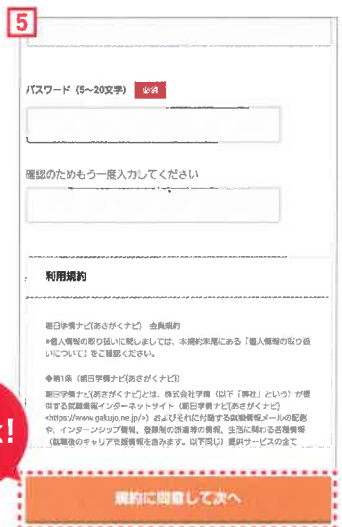 5
パスワード (5～20文字) 必須
確認のためもう一度入力してください
利用規約
朝日学情ナビ(あさがくナビ) 会員規約
※個人情報の取り扱いに関しましては、本規約末尾にある「個人情報の取り扱
いについて」をご確認ください。
◆第1条（朝日学情ナビ(あさがくナビ)）
朝日学情ナビ(あさがくナビ)とは、株式会社学情（以下「弊社」という）が提
供する就職情報インターネットサイト（朝日学情ナビ(あさがくナビ)
<https://www.gakujo.ne.jp/>）およびそれに付随する就職情報メールの配信
や、インターンシップ情報、登録制の派遣等の情報、生活に関わる各種情報
（就職後のキャリア支援情報を含みます。以下同じ）提供サービスの全て
!
規約に同意して次へ